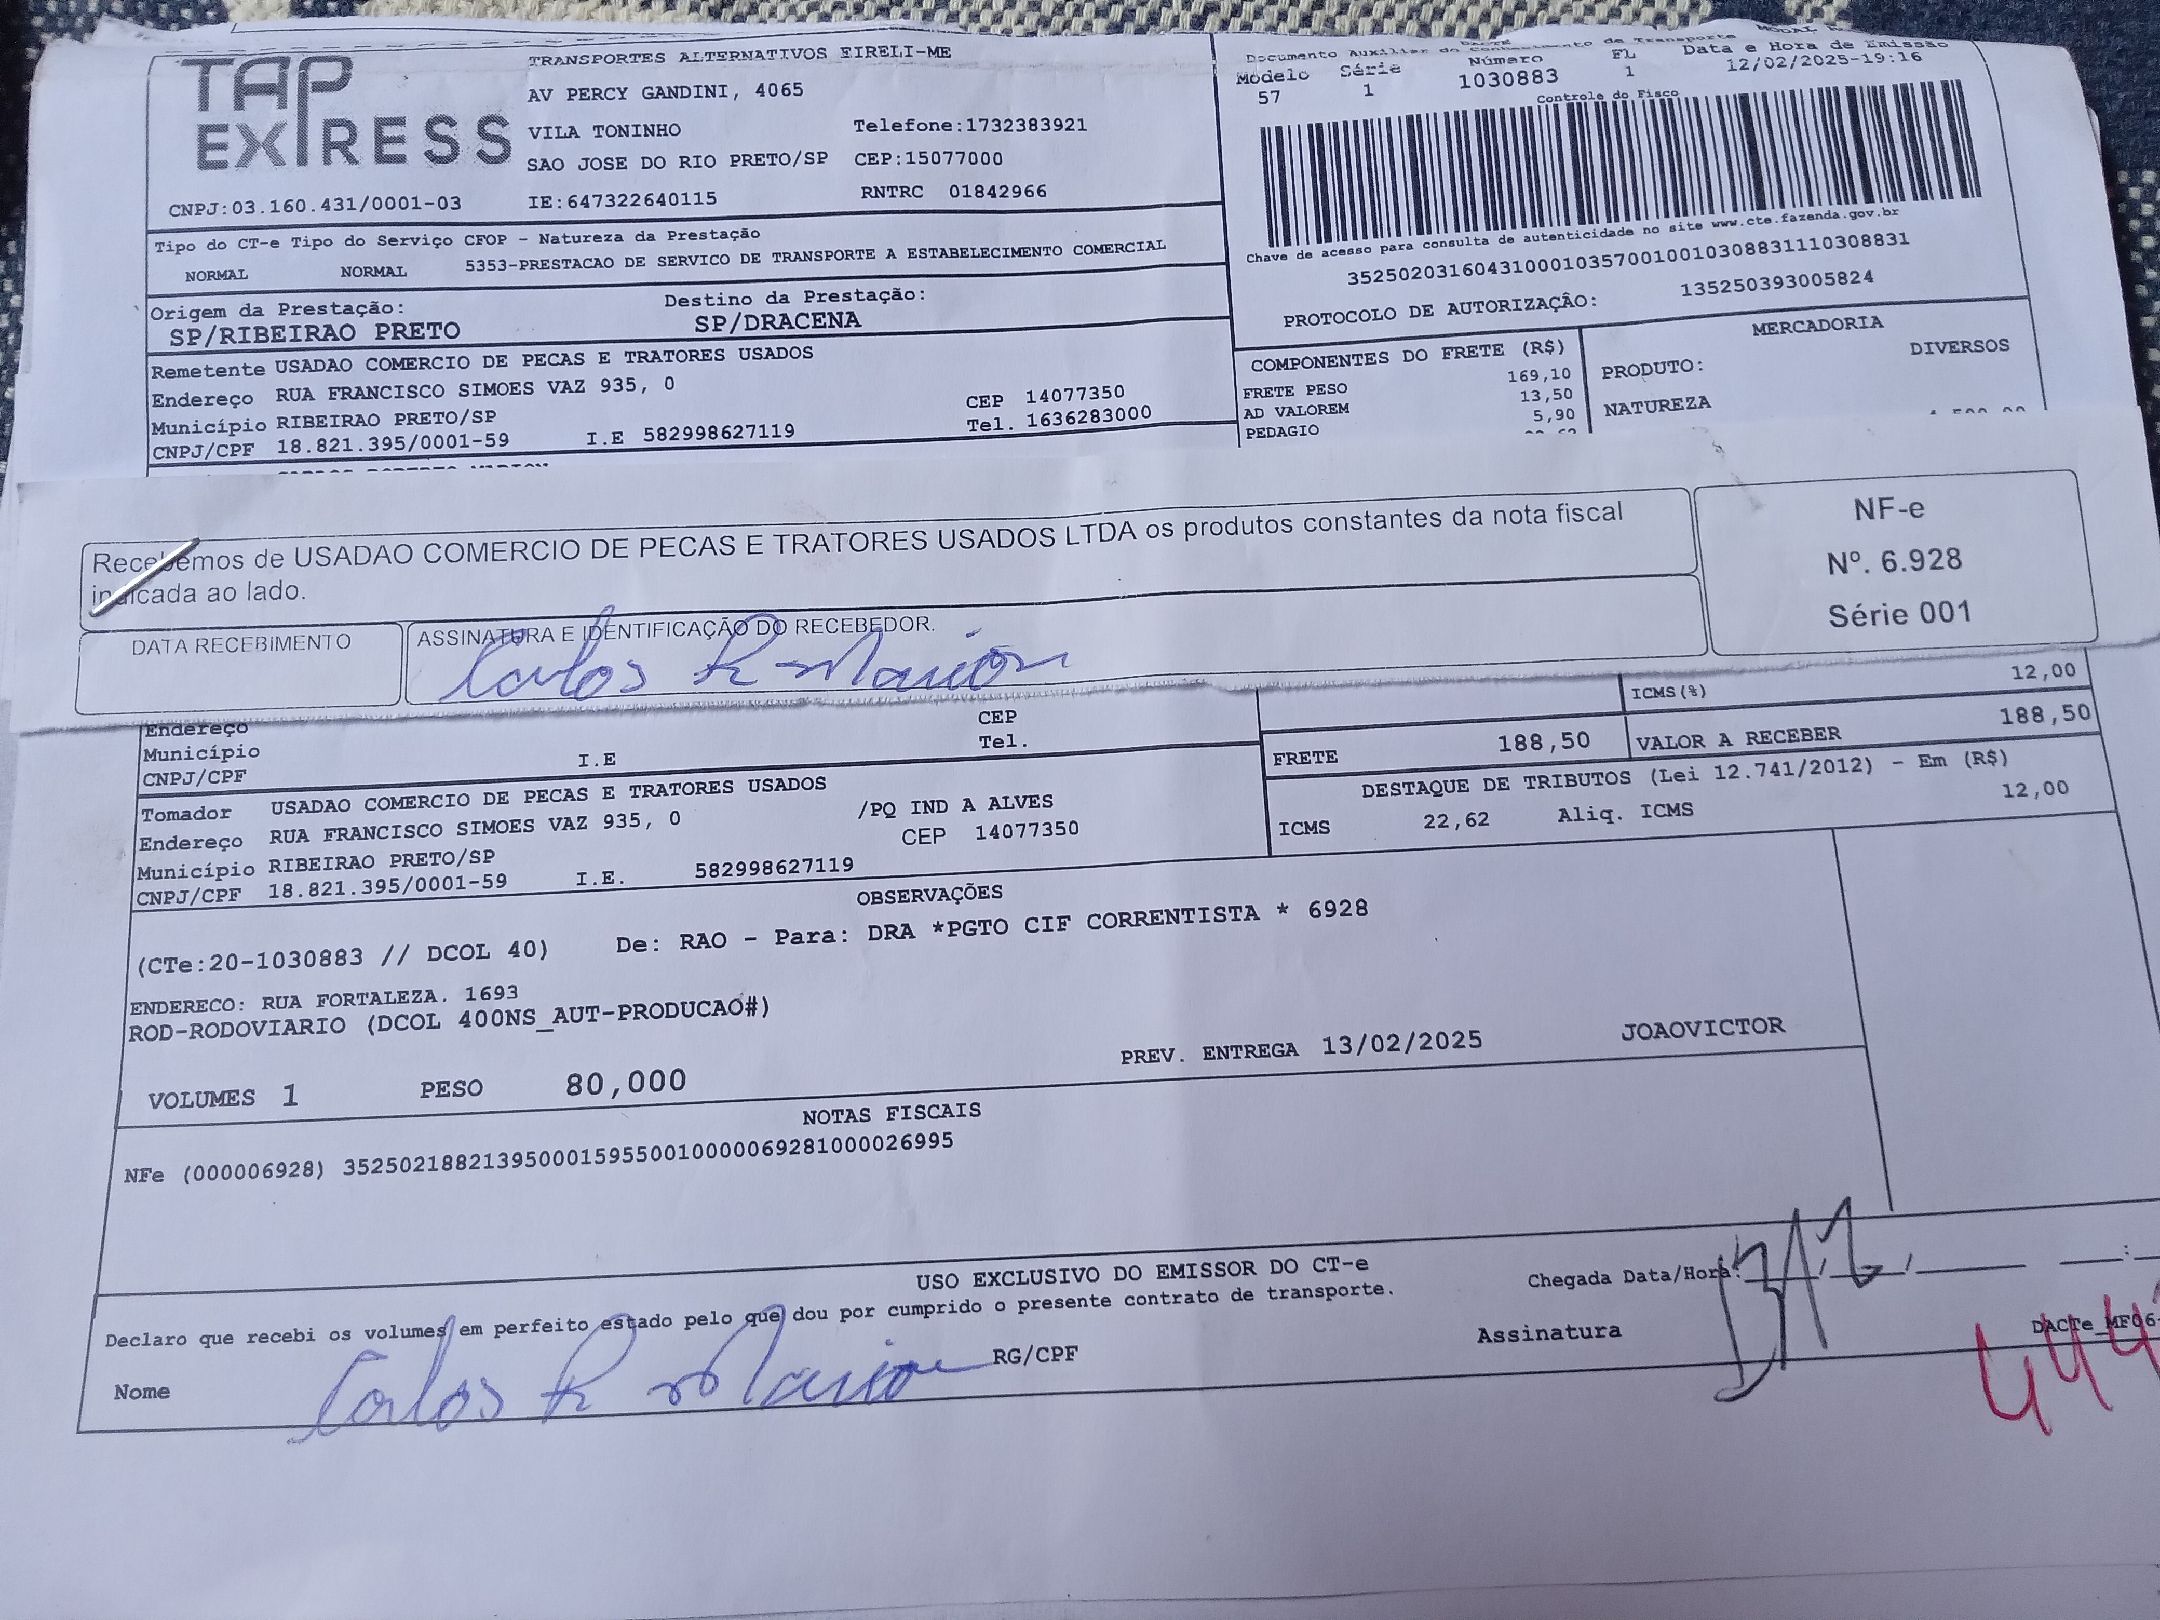 TAP EXPRESS
TRANSPORTES ALTERNATIVOS EIRELI-ME
AV PERCY GANDINI, 4065
VILA TONINHO Telefone:1732383921
SAO JOSE DO RIO PRETO/SP CEP:15077000
CNPJ:03.160.431/0001-03 IE:647322640115 RNTRC 01842966
DACTE
Documento Auxiliar do Conhecimento de Transporte MODAL
Modelo Série Número FL Data e Hora de Emissão
57 1 1030883 1 12/02/2025-19:16
Controle do Fisco
Chave de acesso para consulta de autenticidade no site www.cte.fazenda.gov.br
35250203160431000103570010010308831110308831
PROTOCOLO DE AUTORIZAÇÃO: 135250393005824
Tipo do CT-e Tipo do Serviço CFOP - Natureza da Prestação
NORMAL NORMAL 5353-PRESTACAO DE SERVICO DE TRANSPORTE A ESTABELECIMENTO COMERCIAL
Origem da Prestação: Destino da Prestação:
SP/RIBEIRAO PRETO SP/DRACENA
Remetente USADAO COMERCIO DE PECAS E TRATORES USADOS
Endereço RUA FRANCISCO SIMOES VAZ 935, 0
Município RIBEIRAO PRETO/SP CEP 14077350
CNPJ/CPF 18.821.395/0001-59 I.E 582998627119 Tel. 1636283000
COMPONENTES DO FRETE (R$)
FRETE PESO 169,10
AD VALOREM 13,50
PEDAGIO 5,90
MERCADORIA
PRODUTO: DIVERSOS
NATUREZA
Recebemos de USADAO COMERCIO DE PECAS E TRATORES USADOS LTDA os produtos constantes da nota fiscal
indicada ao lado.
DATA RECEBIMENTO
ASSINATURA E IDENTIFICAÇÃO DO RECEBEDOR.
Carlos R Marion
NF-e
Nº. 6.928
Série 001
Endereço CEP
Município Tel.
CNPJ/CPF I.E
ICMS(%) 12,00
FRETE 188,50 VALOR A RECEBER 188,50
DESTAQUE DE TRIBUTOS (Lei 12.741/2012) - Em (R$)
ICMS 22,62 Aliq. ICMS 12,00
Tomador USADAO COMERCIO DE PECAS E TRATORES USADOS
Endereço RUA FRANCISCO SIMOES VAZ 935, 0 /PQ IND A ALVES
Município RIBEIRAO PRETO/SP CEP 14077350
CNPJ/CPF 18.821.395/0001-59 I.E. 582998627119
OBSERVAÇÕES
(CTe:20-1030883 // DCOL 40) De: RAO - Para: DRA *PGTO CIF CORRENTISTA * 6928
ENDERECO: RUA FORTALEZA. 1693
ROD-RODOVIARIO (DCOL 400NS_AUT-PRODUCAO#)
VOLUMES 1 PESO 80,000 PREV. ENTREGA 13/02/2025 JOAOVICTOR
NOTAS FISCAIS
NFe (000006928) 35250218821395000159550010000069281000026995
USO EXCLUSIVO DO EMISSOR DO CT-e
Declaro que recebi os volumes em perfeito estado pelo que dou por cumprido o presente contrato de transporte.
Chegada Data/Hora:
Nome Carlos R Marion RG/CPF Assinatura
DACTe_MF06